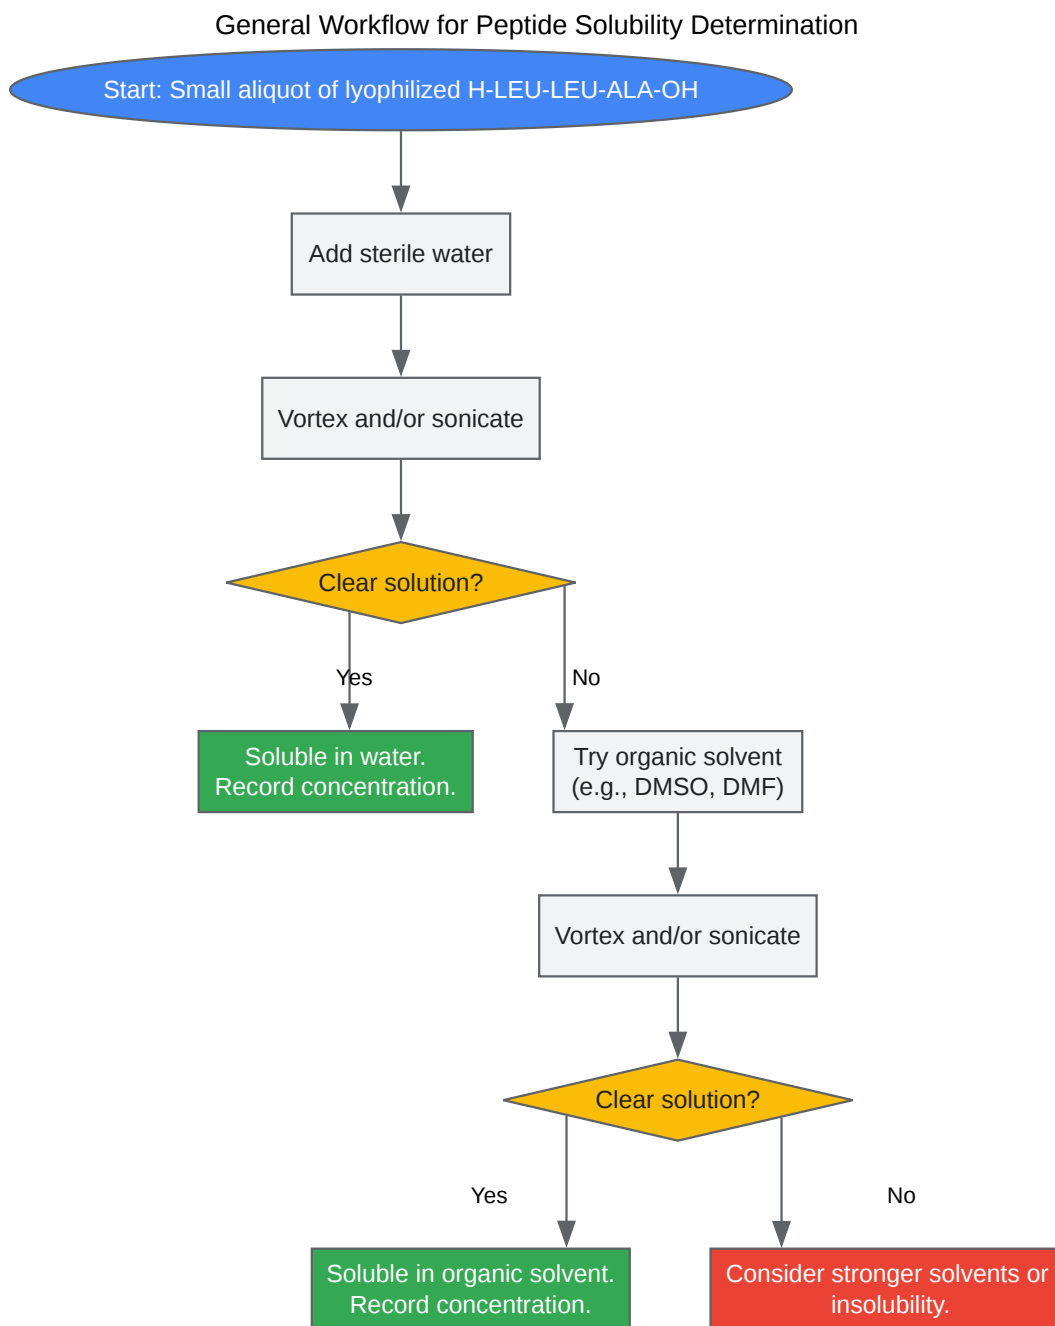 General Workflow for Peptide Solubility Determination
Start: Small aliquot of lyophilized H-LEU-LEU-ALA-OH
Add sterile water
Vortex and/or sonicate
Clear solution?
Yes
No
Soluble in water.
Record concentration.
Try organic solvent
(e.g., DMSO, DMF)
Vortex and/or sonicate
Clear solution?
Yes
No
Soluble in organic solvent.
Record concentration.
Consider stronger solvents or
insolubility.